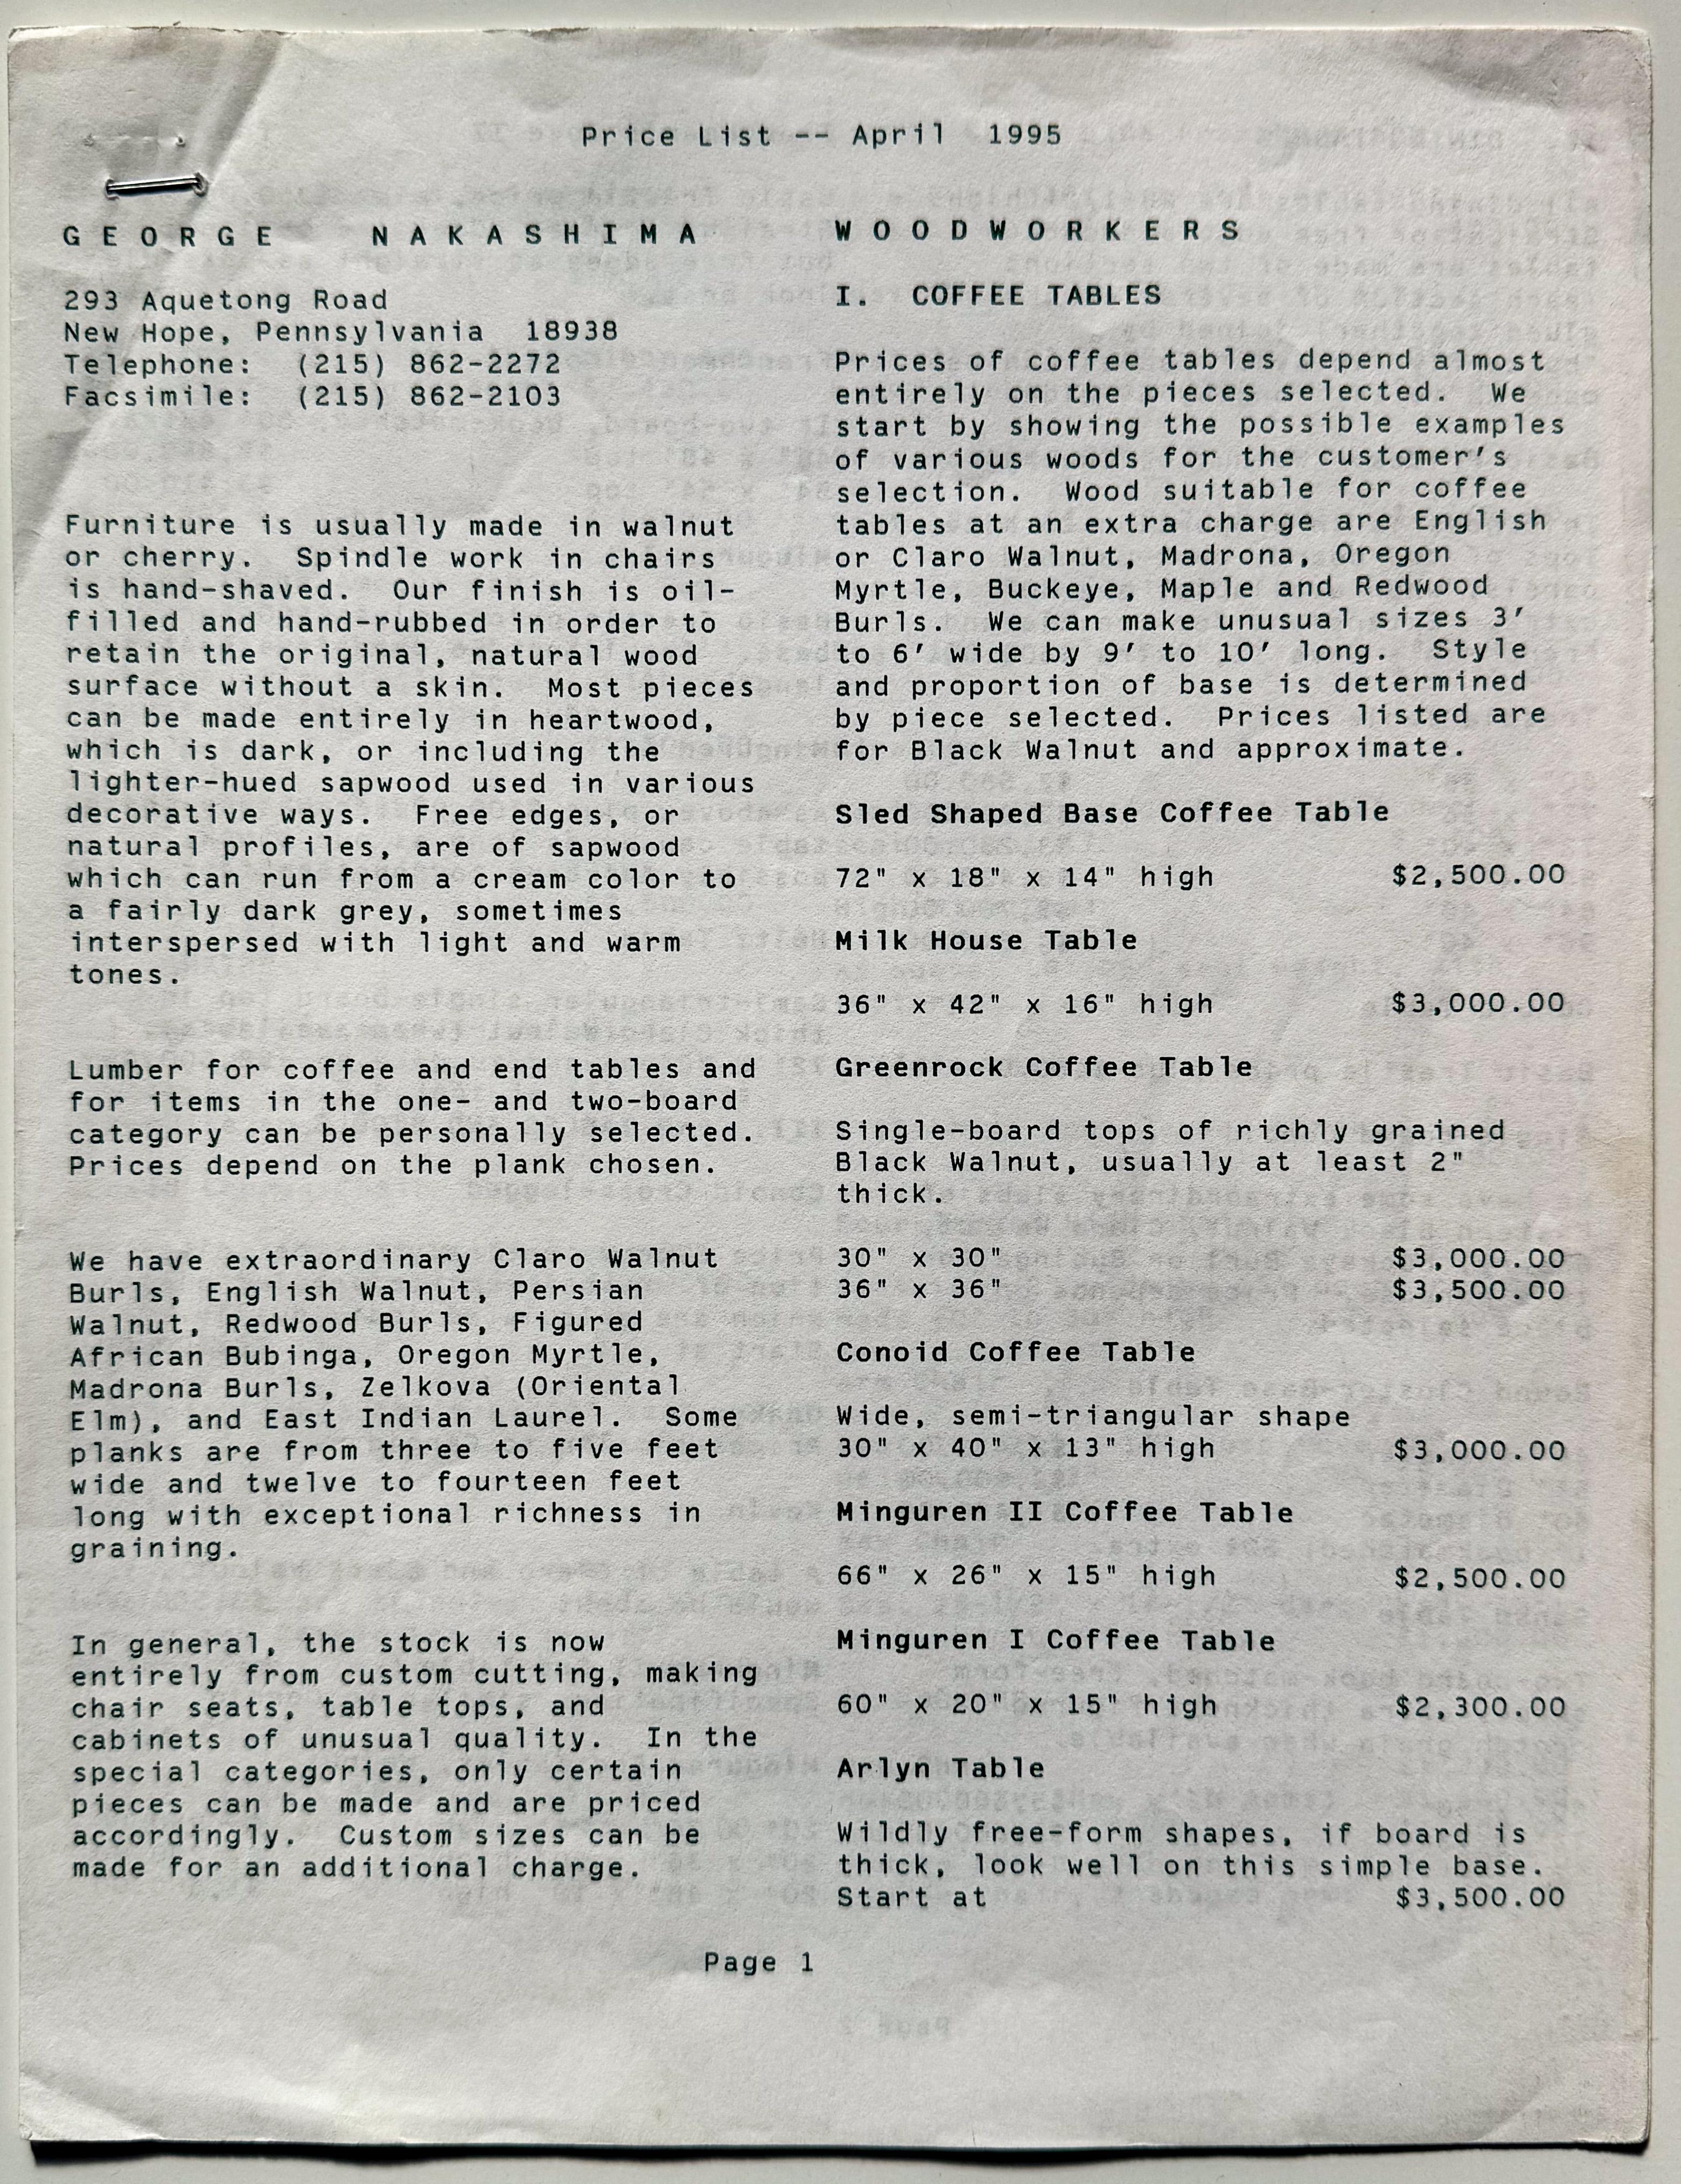 Price List -- April 1995
GEORGE NAKASHIMA WOODWORKERS
293 Aquetong Road
New Hope, Pennsylvania 18938
Telephone: (215) 862-2272
Facsimile: (215) 862-2103
Furniture is usually made in walnut
or cherry. Spindle work in chairs
is hand-shaved. Our finish is oil-
filled and hand-rubbed in order to
retain the original, natural wood
surface without a skin. Most pieces
can be made entirely in heartwood,
which is dark, or including the
lighter-hued sapwood used in various
decorative ways. Free edges, or
natural profiles, are of sapwood
which can run from a cream color to
a fairly dark grey, sometimes
interspersed with light and warm
tones.
Lumber for coffee and end tables and
for items in the one- and two-board
category can be personally selected.
Prices depend on the plank chosen.
We have extraordinary Claro Walnut
Burls, English Walnut, Persian
Walnut, Redwood Burls, Figured
African Bubinga, Oregon Myrtle,
Madrona Burls, Zelkova (Oriental
Elm), and East Indian Laurel. Some
planks are from three to five feet
wide and twelve to fourteen feet
long with exceptional richness in
graining.
In general, the stock is now
entirely from custom cutting, making
chair seats, table tops, and
cabinets of unusual quality. In the
special categories, only certain
pieces can be made and are priced
accordingly. Custom sizes can be
made for an additional charge.
I. COFFEE TABLES
Prices of coffee tables depend almost
entirely on the pieces selected. We
start by showing the possible examples
of various woods for the customer's
selection. Wood suitable for coffee
tables at an extra charge are English
or Claro Walnut, Madrona, Oregon
Myrtle, Buckeye, Maple and Redwood
Burls. We can make unusual sizes 3'
to 6' wide by 9' to 10' long. Style
and proportion of base is determined
by piece selected. Prices listed are
for Black Walnut and approximate.
Sled Shaped Base Coffee Table
72" x 18" x 14" high $2,500.00
Milk House Table
36" x 42" x 16" high $3,000.00
Greenrock Coffee Table
Single-board tops of richly grained
Black Walnut, usually at least 2"
thick.
30" x 30" $3,000.00
36" x 36" $3,500.00
Conoid Coffee Table
Wide, semi-triangular shape
30" x 40" x 13" high $3,000.00
Minguren II Coffee Table
66" x 26" x 15" high $2,500.00
Minguren I Coffee Table
60" x 20" x 15" high $2,300.00
Arlyn Table
Wildly free-form shapes, if board is
thick, look well on this simple base.
Start at $3,500.00
Page 1